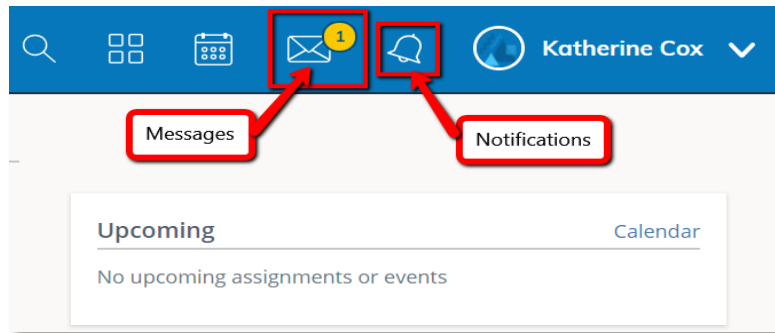 1
Katherine Cox
Messages
Notifications
Upcoming
Calendar
No upcoming assignments or events